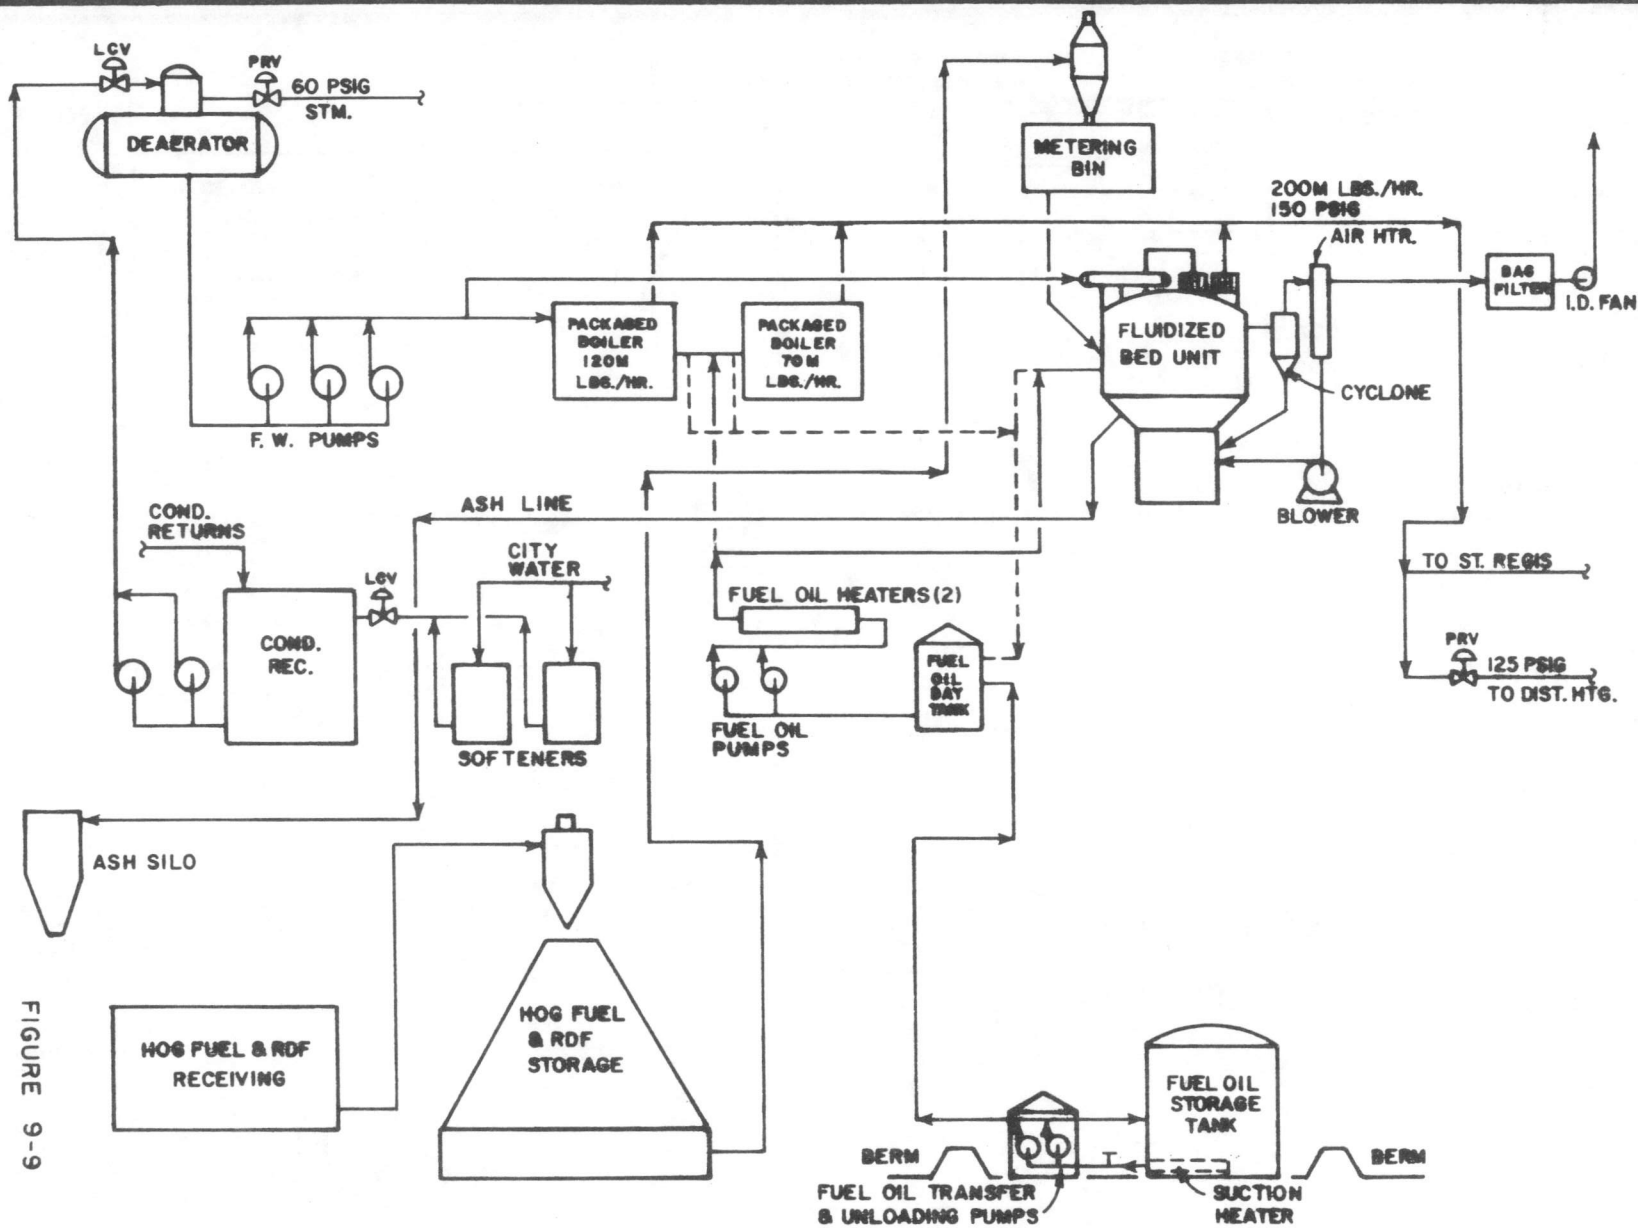 LCV
PRV
60 PSIG
STM.
DEAERATOR
METERING
BIN
200M LBS./HR.
150 PSIG
AIR HTR.
BAG
FILTER
I.D. FAN
PACKAGED
BOILER
120M
LBS./HR.
PACKAGED
BOILER
70M
LBS./HR.
FLUIDIZED
BED UNIT
CYCLONE
F. W. PUMPS
BLOWER
COND.
RETURNS
ASH LINE
CITY
WATER
LCV
COND.
REC.
SOFTENERS
FUEL OIL HEATERS (2)
FUEL
OIL
DAY
TANK
FUEL OIL
PUMPS
TO ST. REGIS
PRV
125 PSIG
TO DIST. HTG.
ASH SILO
HOG FUEL & RDF
RECEIVING
HOG FUEL
& RDF
STORAGE
FUEL OIL
STORAGE
TANK
BERM
T
BERM
FUEL OIL TRANSFER
& UNLOADING PUMPS
SUCTION
HEATER
FIGURE 9-9